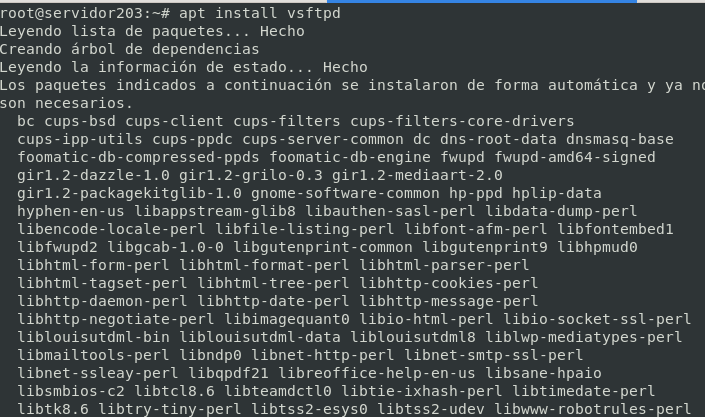 root@servidor203:~# apt install vsftpd
Leyendo lista de paquetes... Hecho
Creando árbol de dependencias
Leyendo la información de estado... Hecho
Los paquetes indicados a continuación se instalaron de forma automática y ya no
son necesarios.
bc cups-bsd cups-client cups-filters cups-filters-core-drivers
cups-ipp-utils cups-ppdc cups-server-common dc dns-root-data dnsmasq-base
foomatic-db-compressed-ppds foomatic-db-engine fwupd fwupd-amd64-signed
gir1.2-dazzle-1.0 gir1.2-grilo-0.3 gir1.2-mediaart-2.0
gir1.2-packagekitglib-1.0 gnome-software-common hp-ppd hplip-data
hyphen-en-us libappstream-glib8 libauthen-sasl-perl libdata-dump-perl
libencode-locale-perl libfile-listing-perl libfont-afm-perl libfontembed1
libfwupd2 libgcab-1.0-0 libgutenprint-common libgutenprint9 libhpmud0
libhtml-form-perl libhtml-format-perl libhtml-parser-perl
libhtml-tagset-perl libhtml-tree-perl libhttp-cookies-perl
libhttp-daemon-perl libhttp-date-perl libhttp-message-perl
libhttp-negotiate-perl libimagequant0 libio-html-perl libio-socket-ssl-perl
liblouisutdml-bin liblouisutdml-data liblouisutdml8 liblwp-mediatypes-perl
libmailtools-perl libndp0 libnet-http-perl libnet-smtp-ssl-perl
libnet-ssleay-perl libqpdf21 libreoffice-help-en-us libsane-hpaio
libsmbios-c2 libtcl8.6 libteamdctl0 libtie-ixhash-perl libtimedate-perl
libtk8.6 libtry-tiny-perl libtss2-esys0 libtss2-udev libwww-robotrules-perl